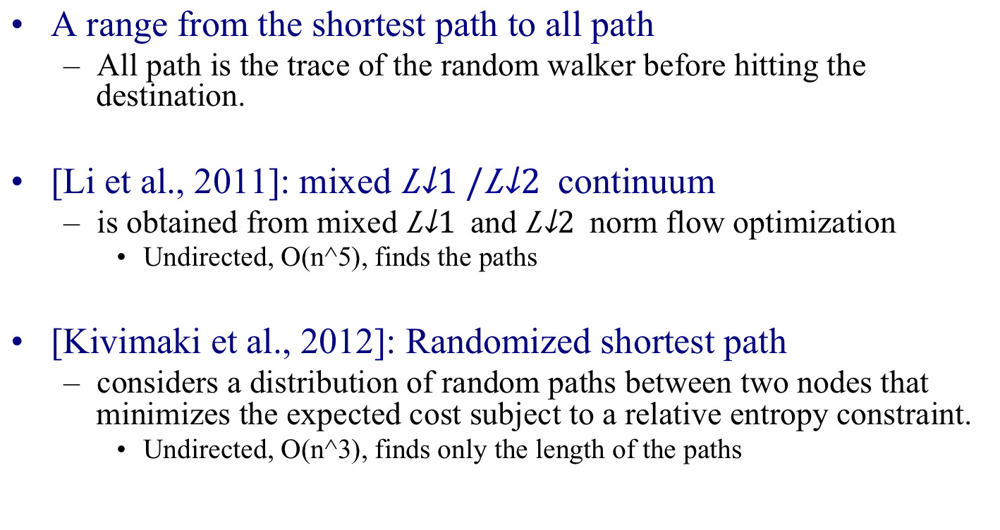 • A range from the shortest path to all path
– All path is the trace of the random walker before hitting the
destination.
• [Li et al., 2011]: mixed 𝐿↓1 /𝐿↓2 continuum
– is obtained from mixed 𝐿↓1 and 𝐿↓2 norm flow optimization
• Undirected, O(n^5), finds the paths
• [Kivimaki et al., 2012]: Randomized shortest path
– considers a distribution of random paths between two nodes that
minimizes the expected cost subject to a relative entropy constraint.
• Undirected, O(n^3), finds only the length of the paths